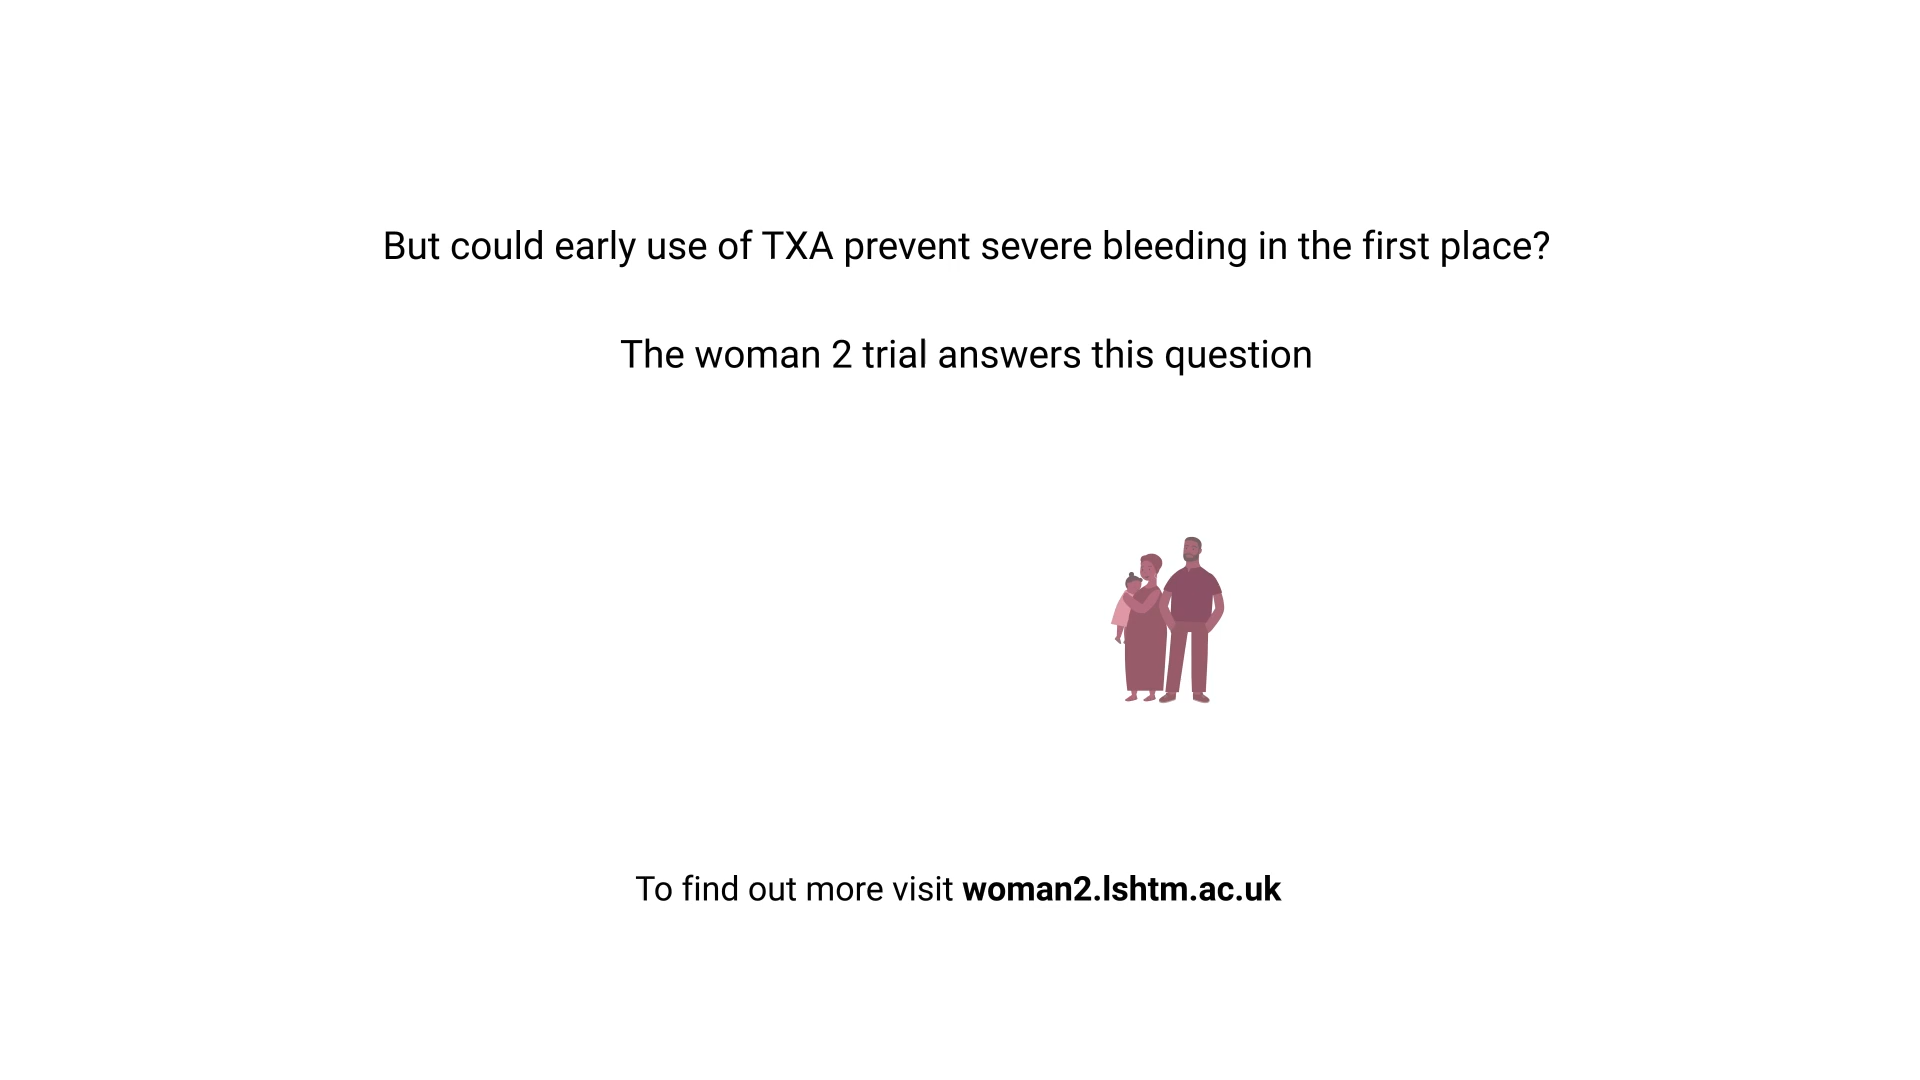 But could early use of TXA prevent severe bleeding in the first place?
The woman 2 trial answers this question
To find out more visit woman2.lshtm.ac.uk